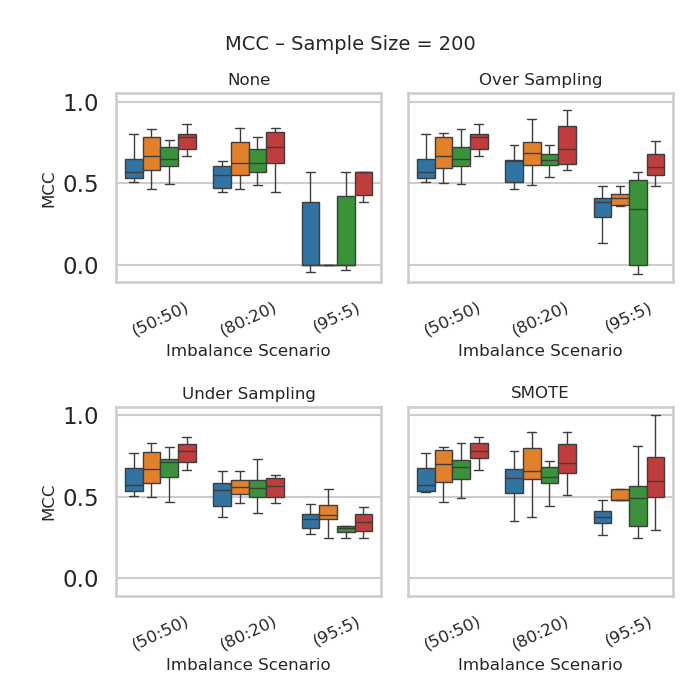 MCC – Sample Size = 200
None
Over Sampling
MCC
1.0
0.5
0.0
(50:50)
(80:20)
(95:5)
Imbalance Scenario
(50:50)
(80:20)
(95:5)
Imbalance Scenario
Under Sampling
SMOTE
MCC
1.0
0.5
0.0
(50:50)
(80:20)
(95:5)
Imbalance Scenario
(50:50)
(80:20)
(95:5)
Imbalance Scenario